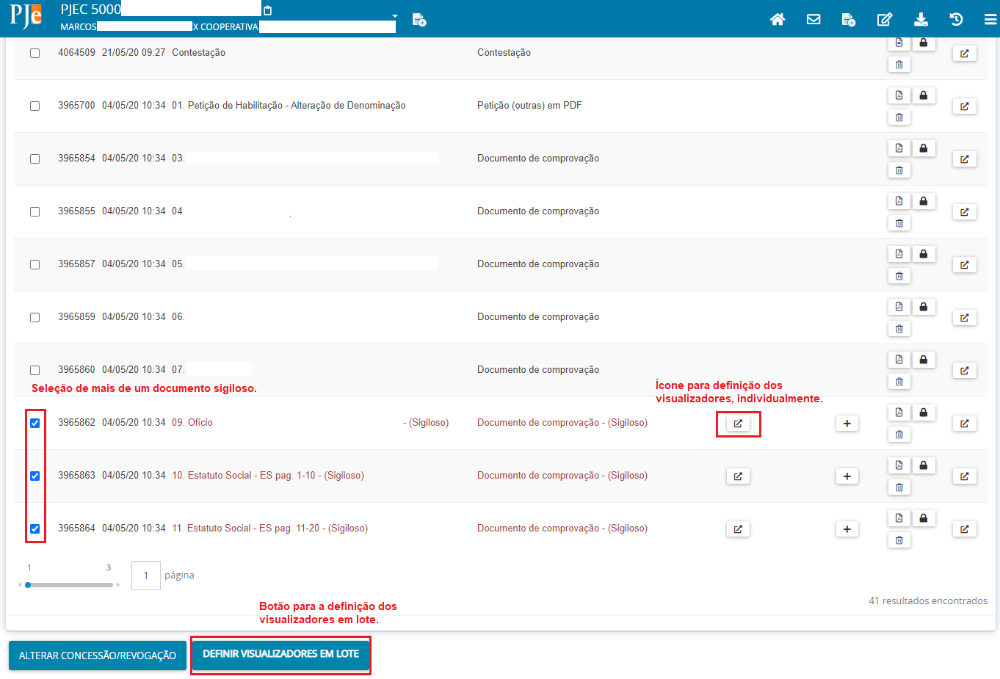 PJe PJEC 5000
MARCOS X COOPERATIVA
4064509 21/05/20 09:27 Contestação Contestação
3965700 04/05/20 10:34 01. Petição de Habilitação - Alteração de Denominação Petição (outras) em PDF
3965854 04/05/20 10:34 03. Documento de comprovação
3965855 04/05/20 10:34 04 . Documento de comprovação
3965857 04/05/20 10:34 05. Documento de comprovação
3965859 04/05/20 10:34 06. Documento de comprovação
3965860 04/05/20 10:34 07. Documento de comprovação
Seleção de mais de um documento sigiloso.
Ícone para definição dos
visualizadores, individualmente.
3965862 04/05/20 10:34 09. Ofício - (Sigiloso) Documento de comprovação - (Sigiloso)
3965863 04/05/20 10:34 10. Estatuto Social - ES pag. 1-10 - (Sigiloso) Documento de comprovação - (Sigiloso)
3965864 04/05/20 10:34 11. Estatuto Social - ES pag. 11-20 - (Sigiloso) Documento de comprovação - (Sigiloso)
1 3
1 página
41 resultados encontrados
Botão para a definição dos
visualizadores em lote.
ALTERAR CONCESSÃO/REVOGAÇÃO DEFINIR VISUALIZADORES EM LOTE